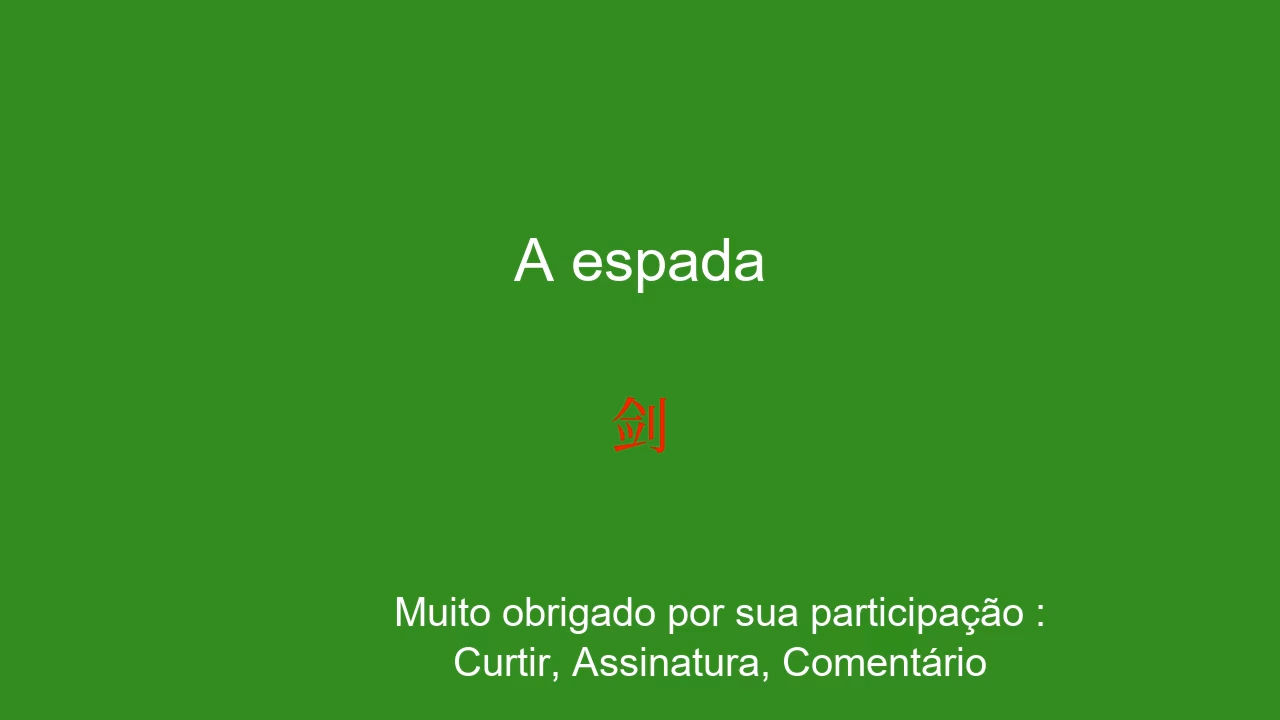 A espada
剑
Muito obrigado por sua participação :
Curtir, Assinatura, Comentário